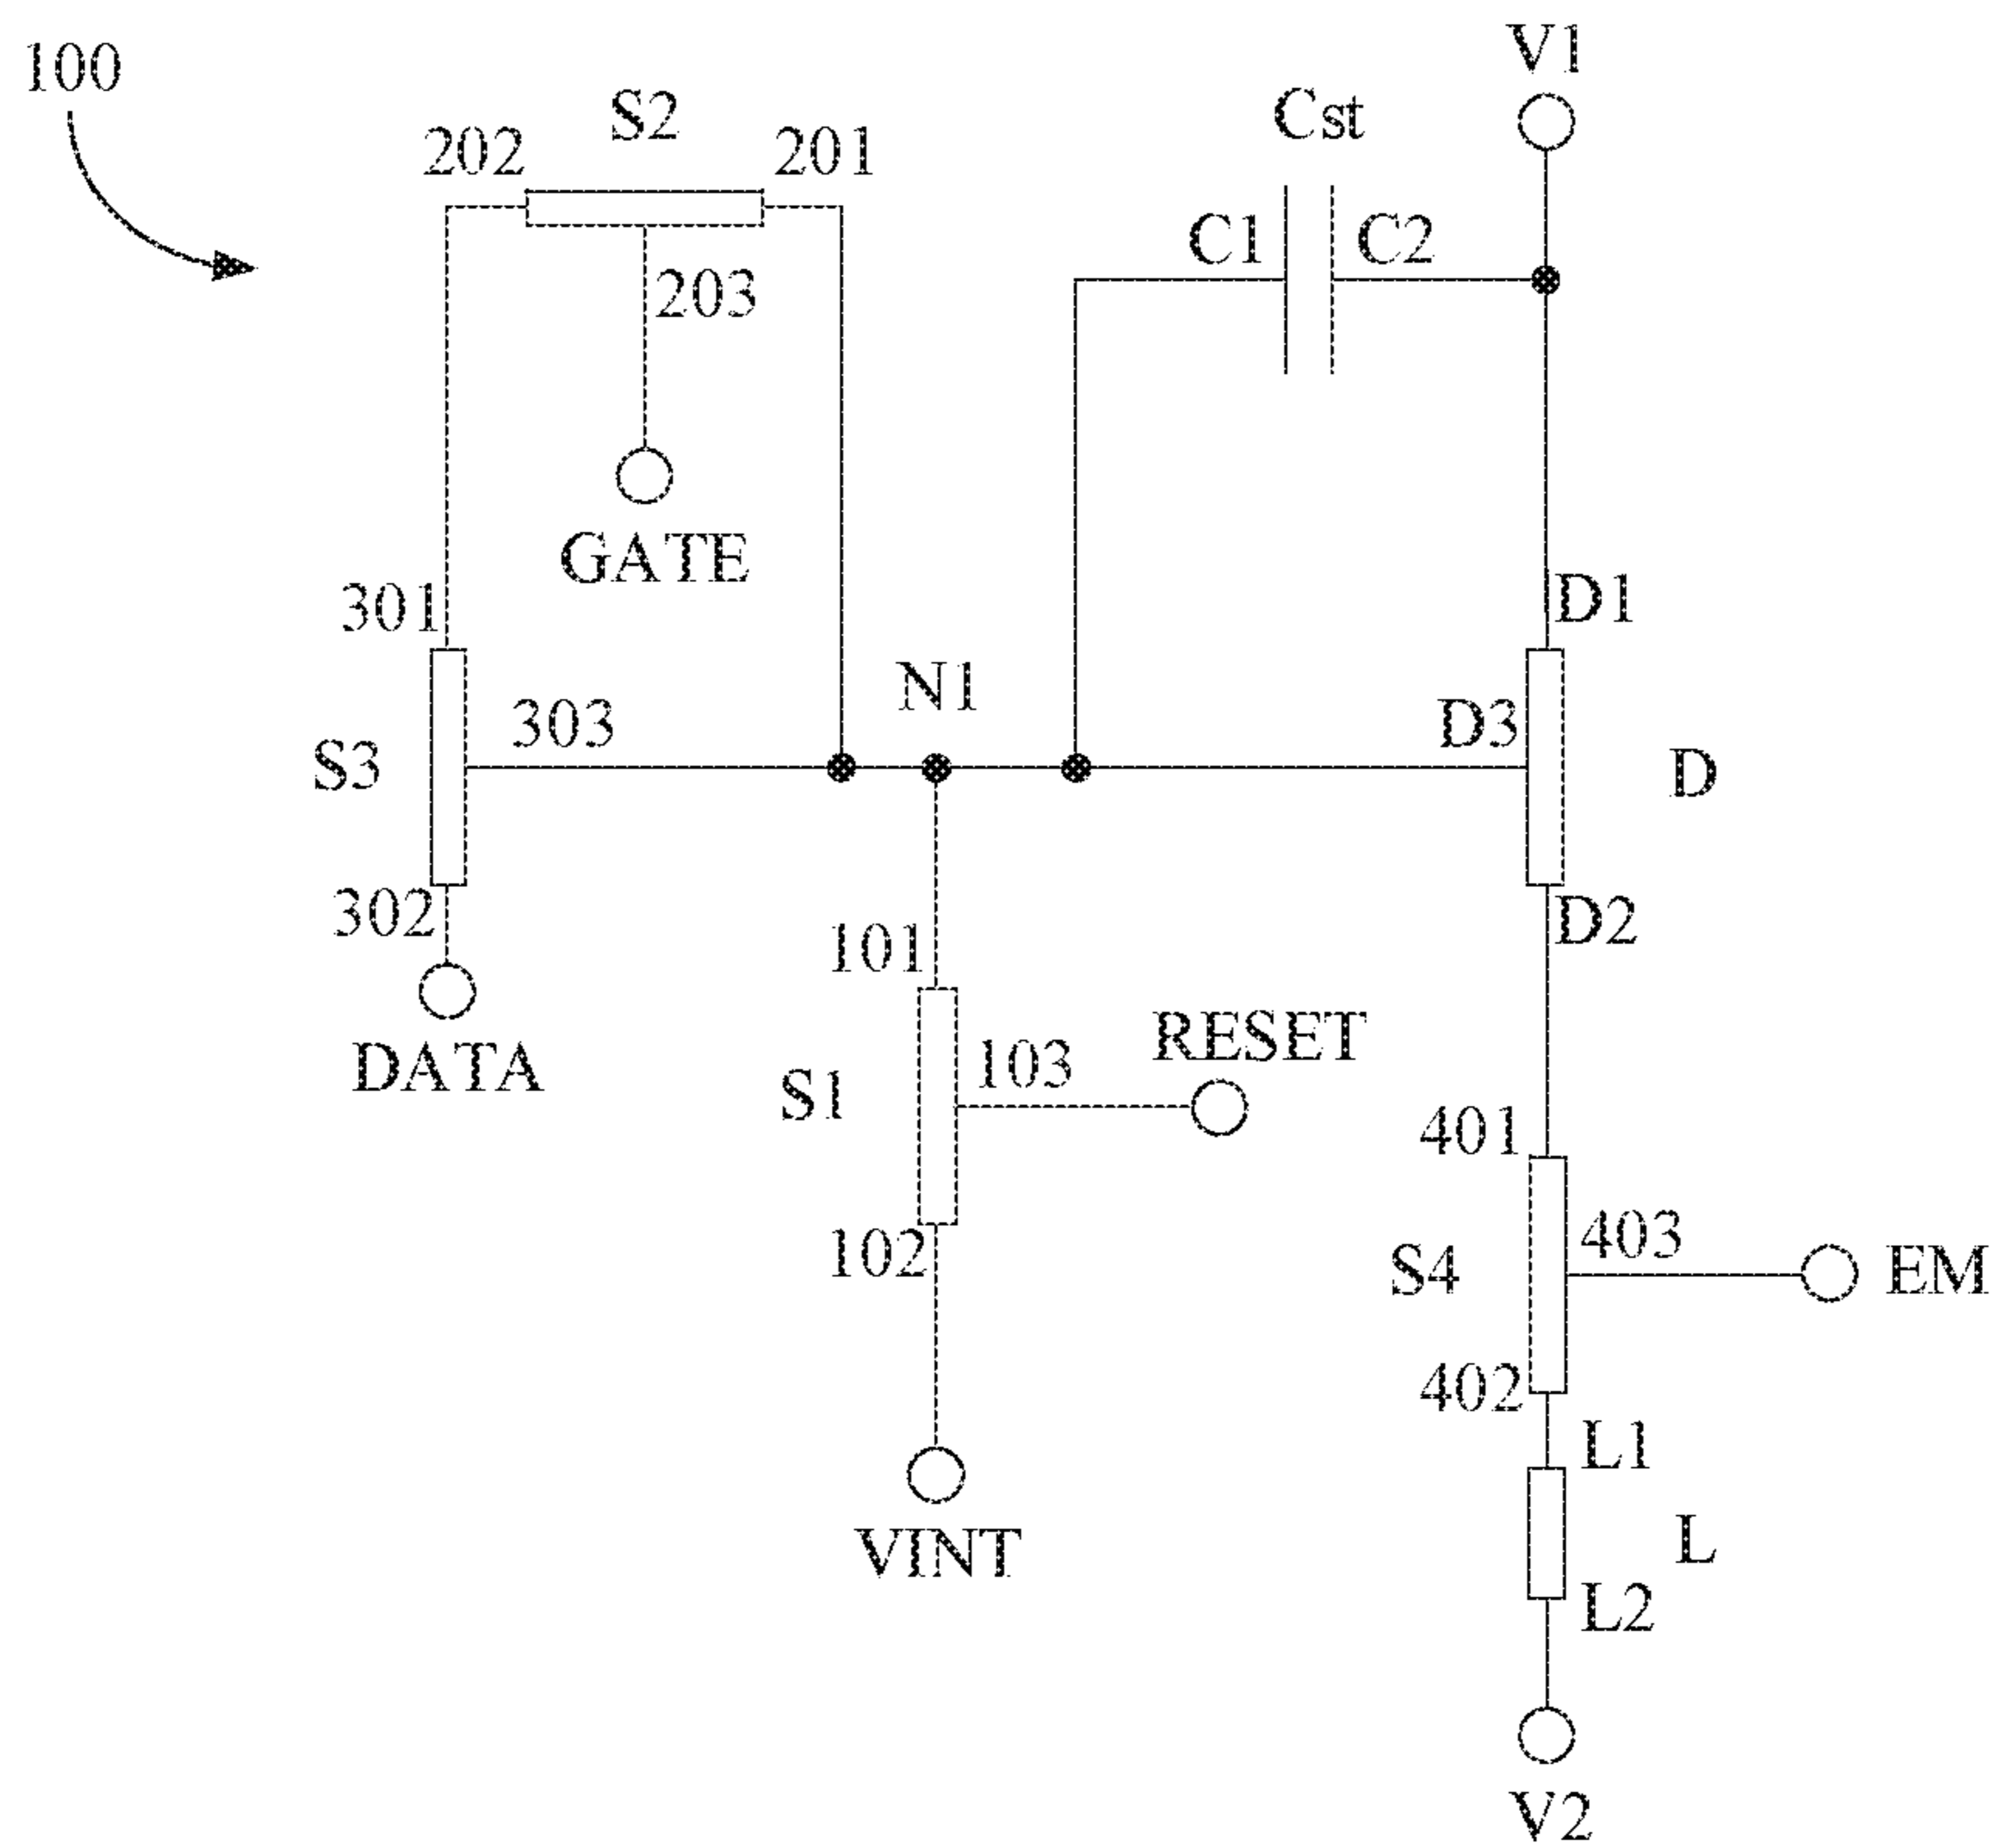 100
V1
S2
Cst
202
201
C1
C2
203
GATE
301
D1
N1
303
D3
S3
D
302
D2
101
DATA
RESET
103
S1
401
403
102
S4
EM
402
L1
VINT
L
L2
V2